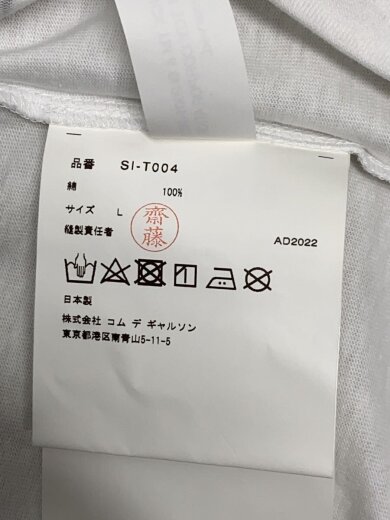 品番 SI-T004
綿 100%
サイズ L
縫製責任者
齋藤
AD2022
日本製
株式会社 コム デ ギャルソン
東京都港区南青山5-11-5